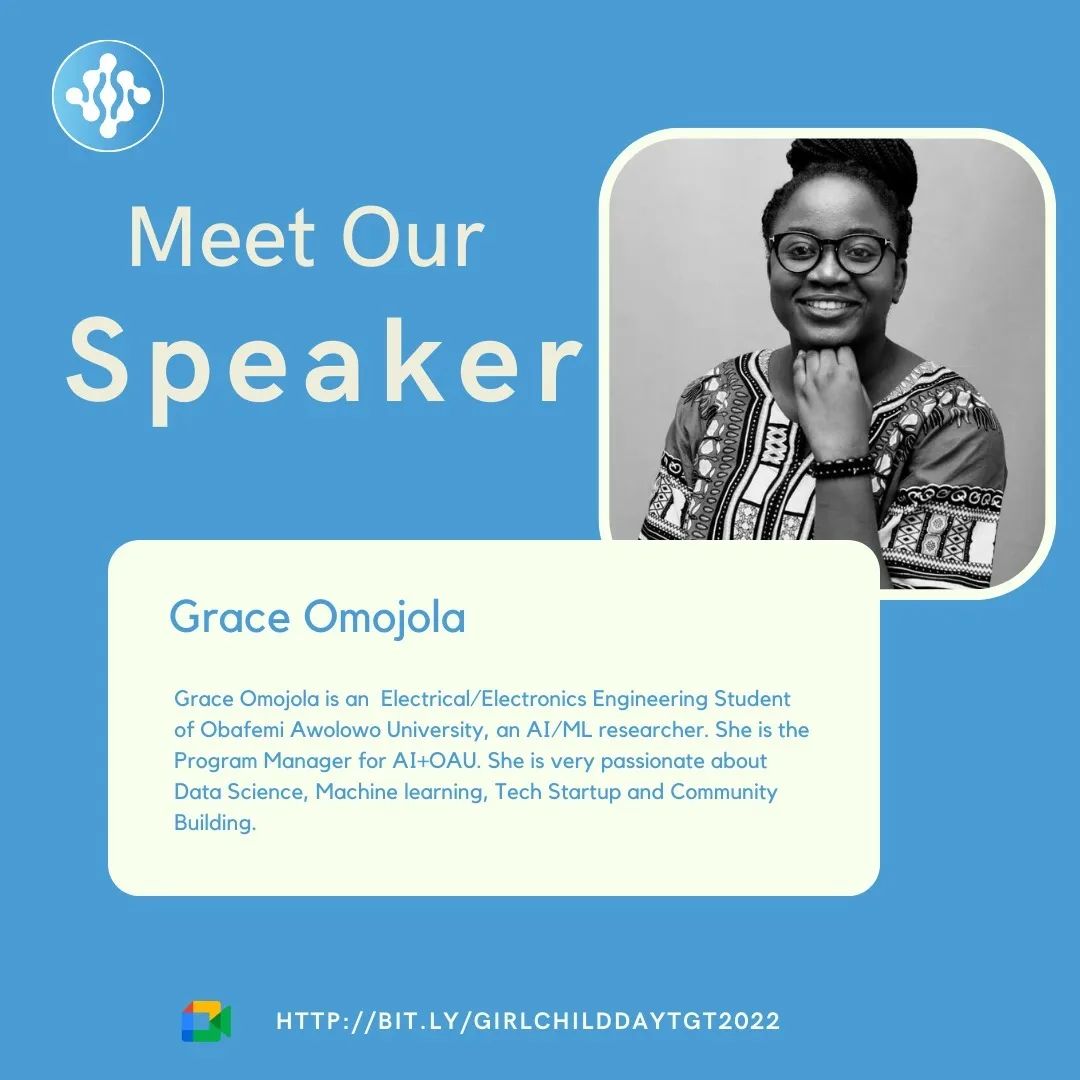 Meet Our
Speaker
Grace Omojola
Grace Omojola is an  Electrical/Electronics Engineering Student
of Obafemi Awolowo University, an AI/ML researcher. She is the
Program Manager for AI+OAU. She is very passionate about
Data Science, Machine learning, Tech Startup and Community
Building.
HTTP://BIT.LY/GIRLCHILDDAYTGT2022